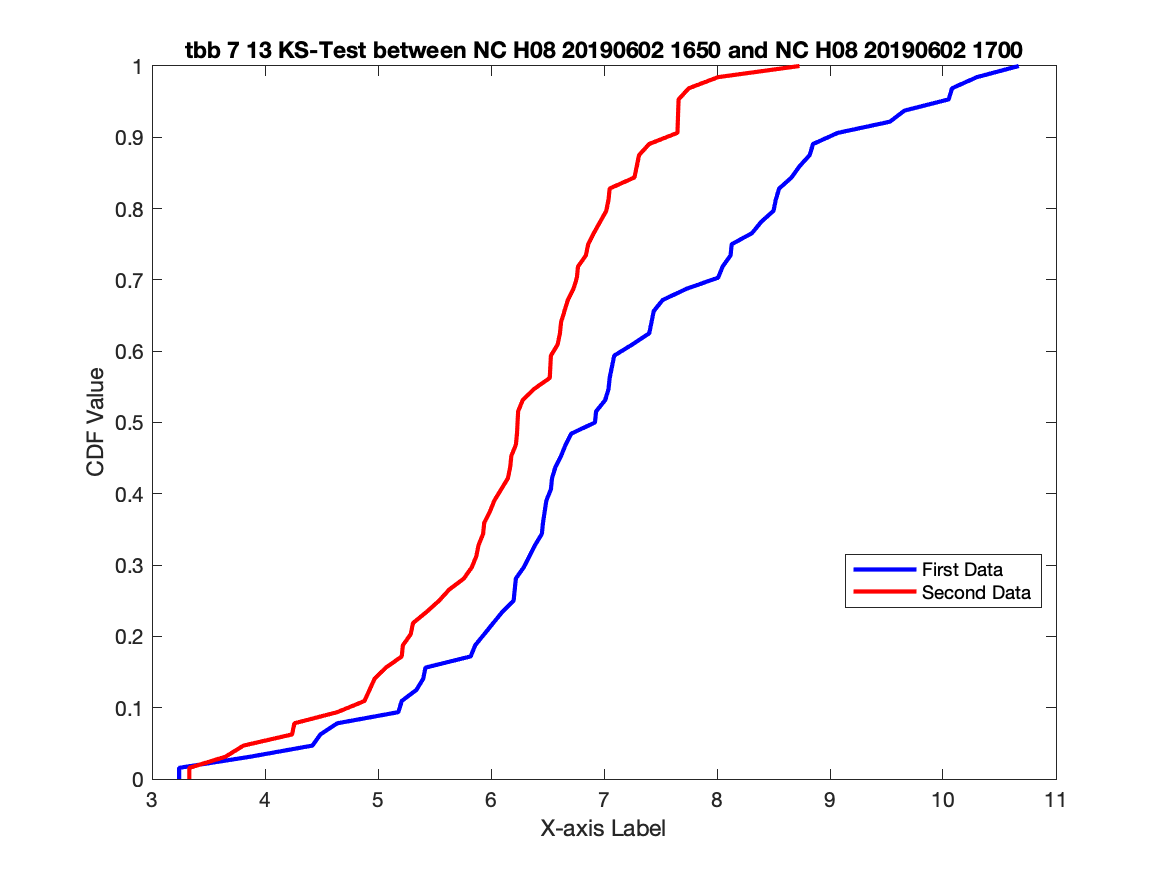 tbb 7 13 KS-Test between NC H08 20190602 1650 and NC H08 20190602 1700
1
0.9
0.8
0.7
0.6
0.5
0.4
0.3
0.2
0.1
0
CDF Value
First Data
Second Data
3 4 5 6 7 8 9 10 11
X-axis Label